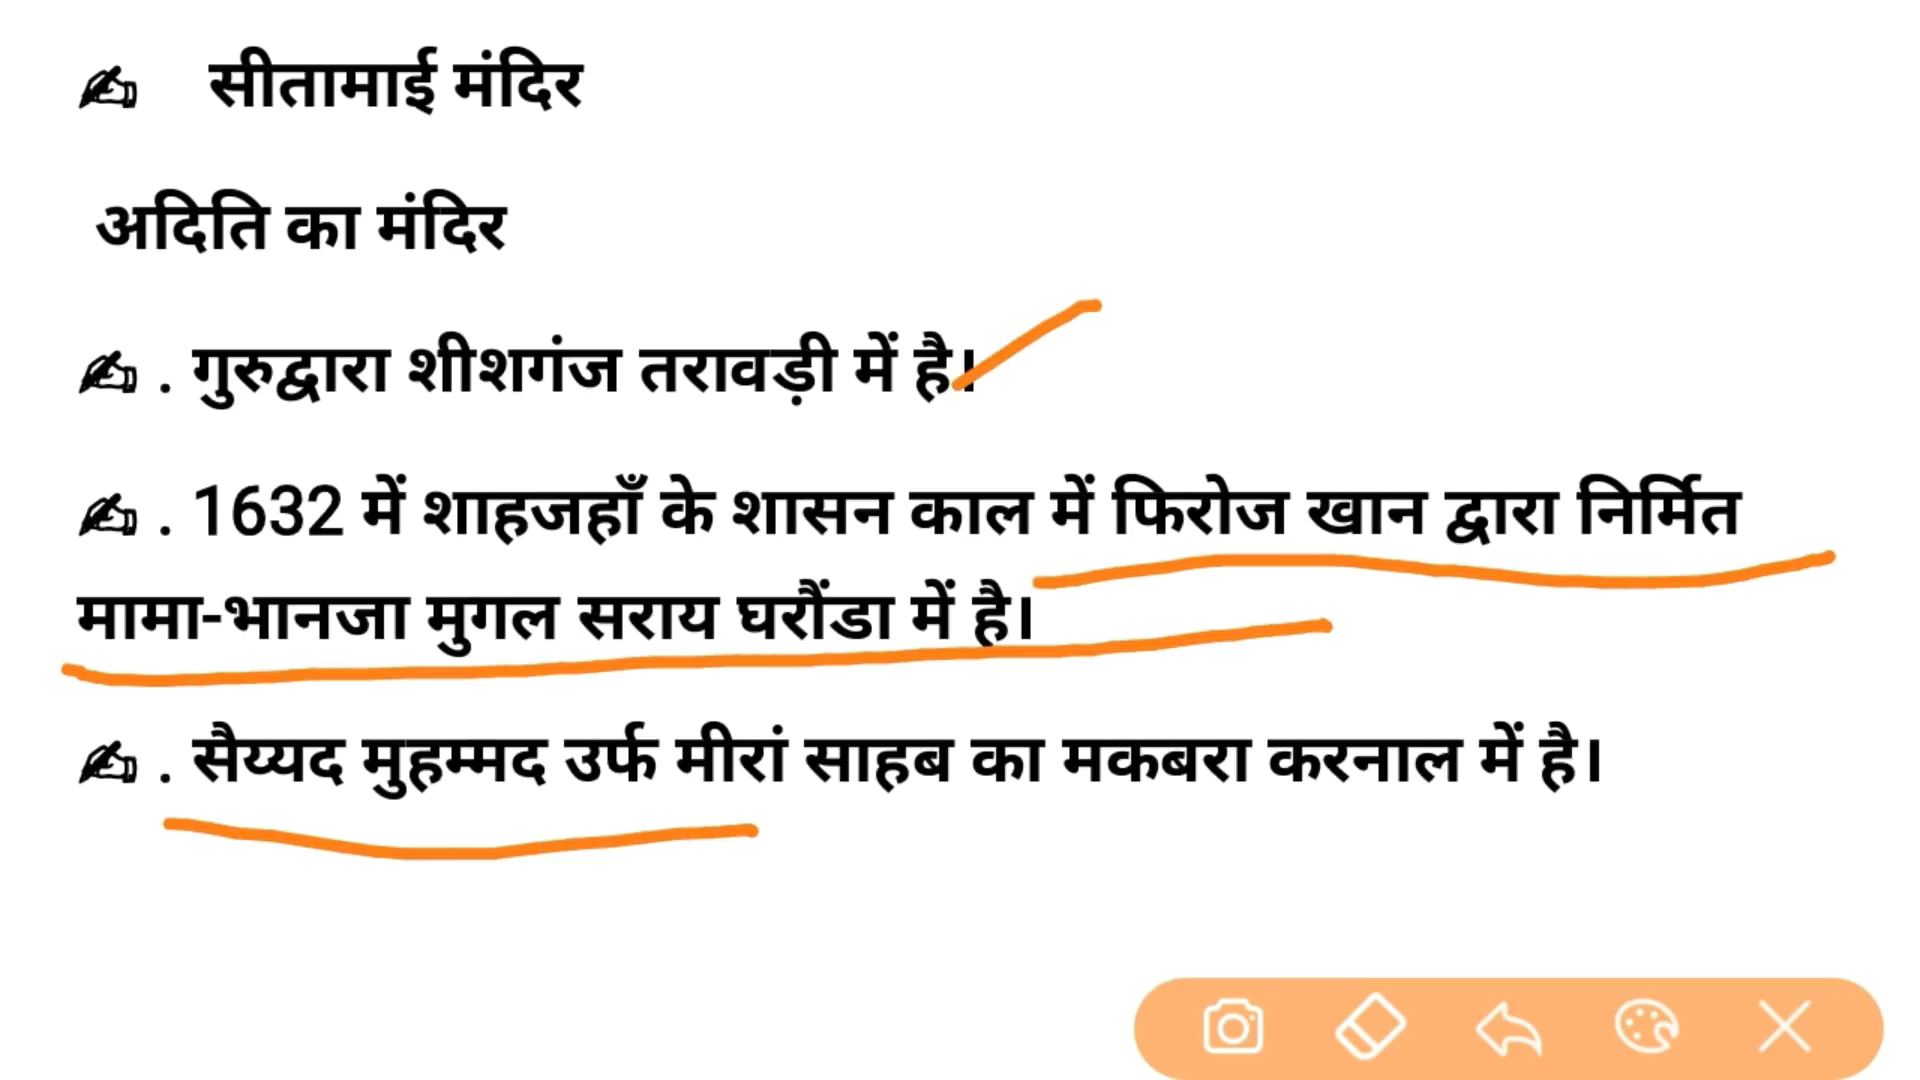 ✍ सीतामाई मंदिर
अदिति का मंदिर
✍ . गुरुद्वारा शीशगंज तरावड़ी में है।
✍ . 1632 में शाहजहाँ के शासन काल में फिरोज खान द्वारा निर्मित
मामा-भानजा मुगल सराय घरौंडा में है।
✍ . सैय्यद मुहम्मद उर्फ मीरां साहब का मकबरा करनाल में है।